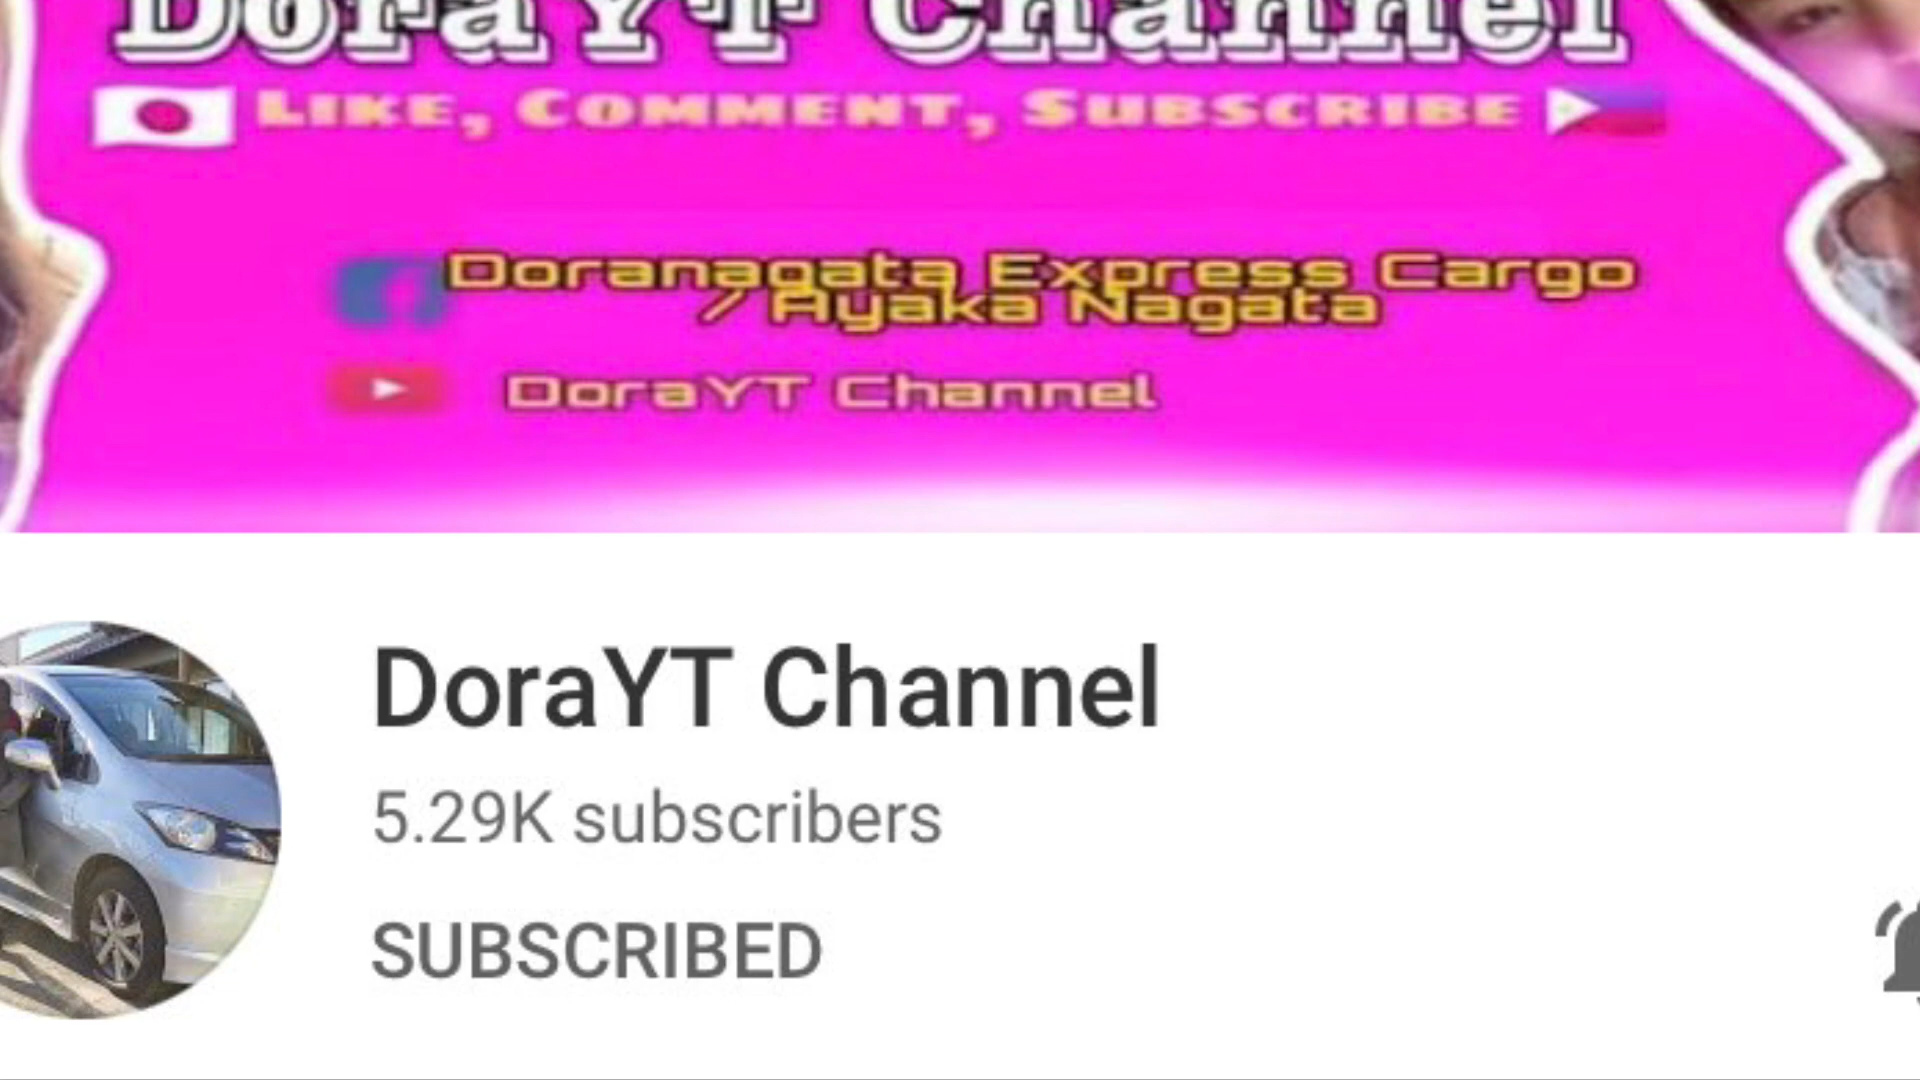 DoraYT Channel
LIKE, COMMENT, SUBSCRIBE
Doranagata Express Cargo
/ Ayaka Nagata
DoraYT Channel
DoraYT Channel
5.29K subscribers
SUBSCRIBED